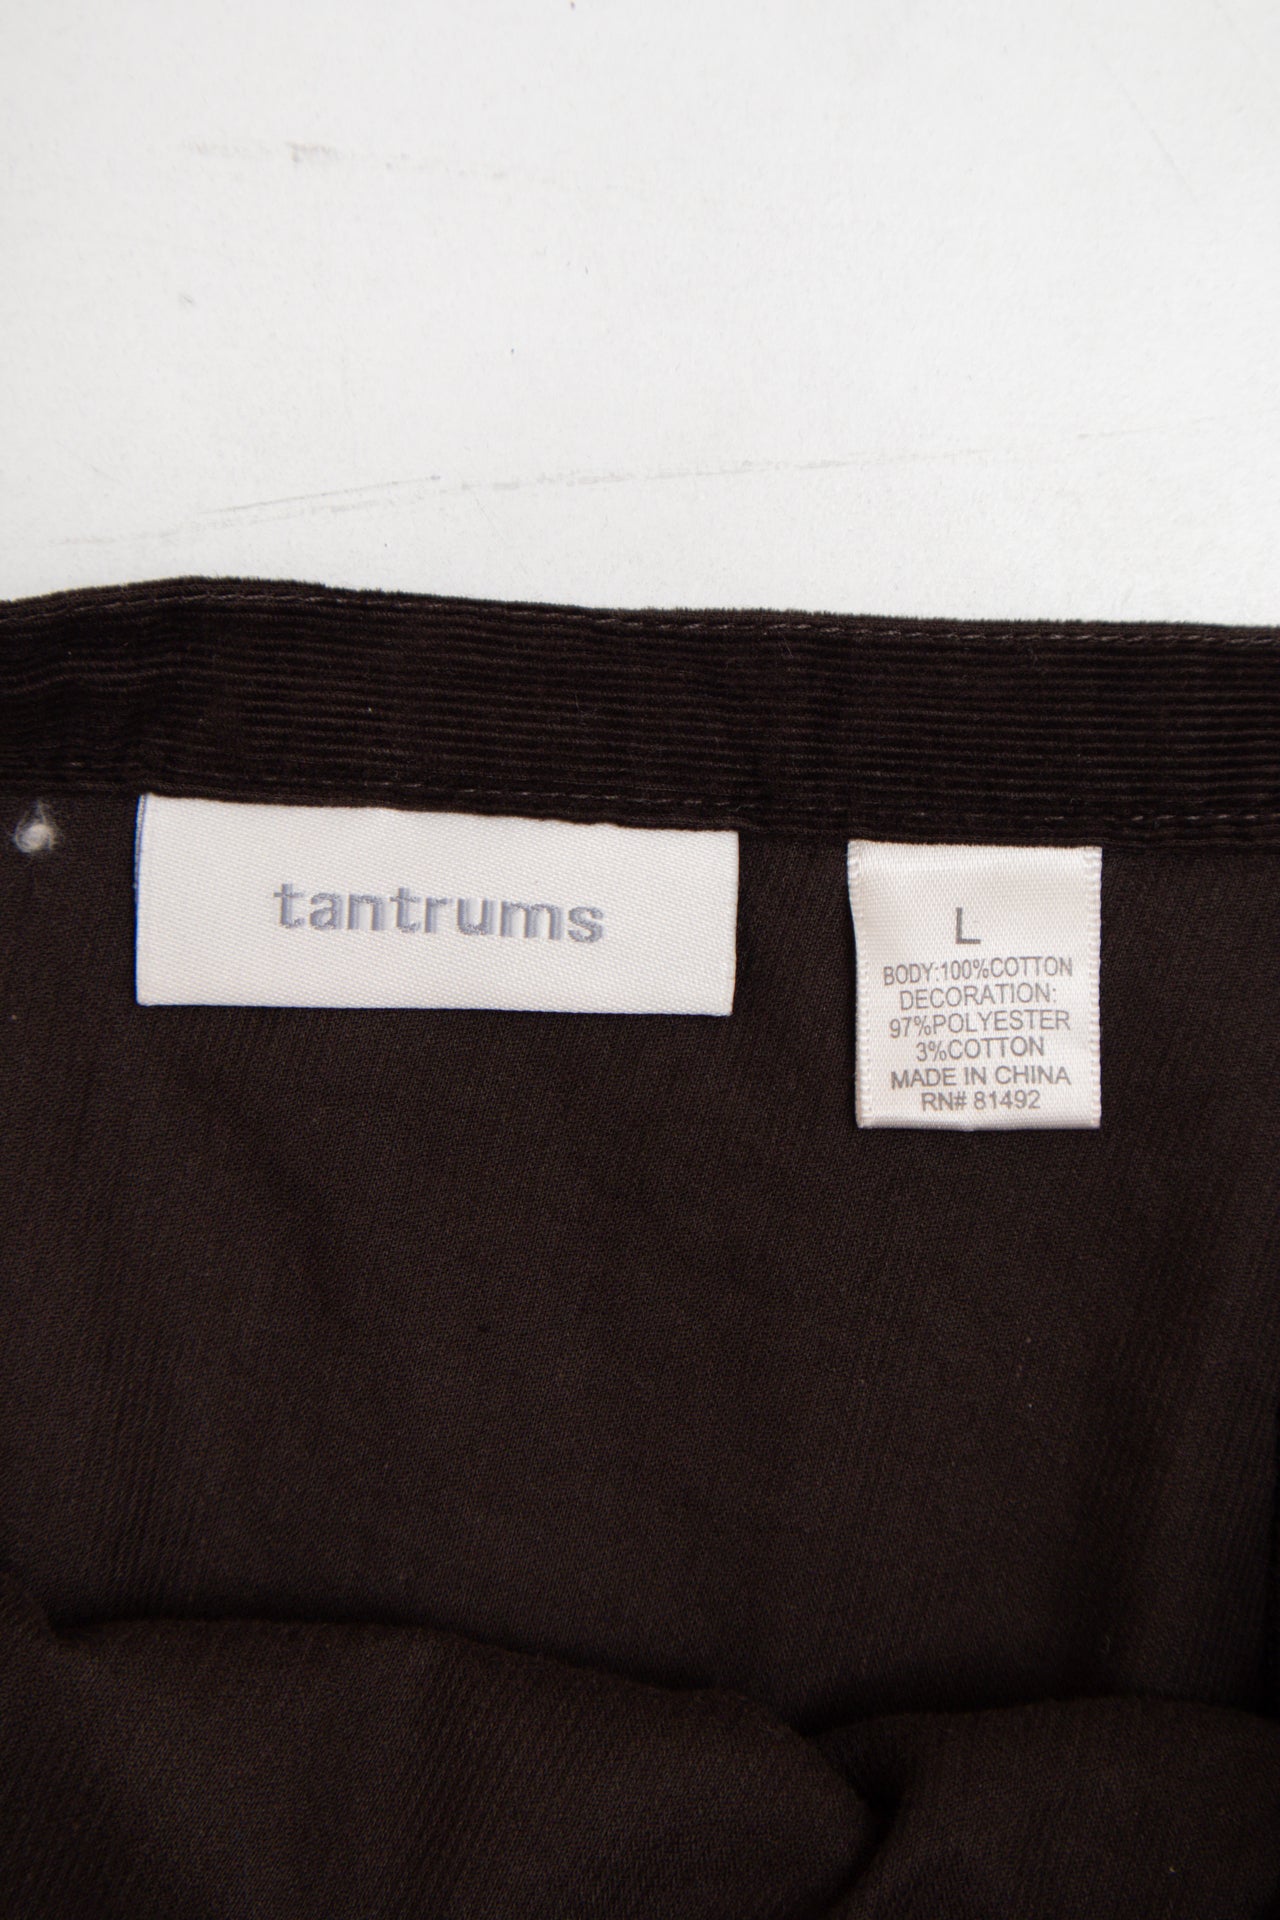 tantrums
L
BODY:100%COTTON
DECORATION:
97%POLYESTER
3%COTTON
MADE IN CHINA
RN# 81492